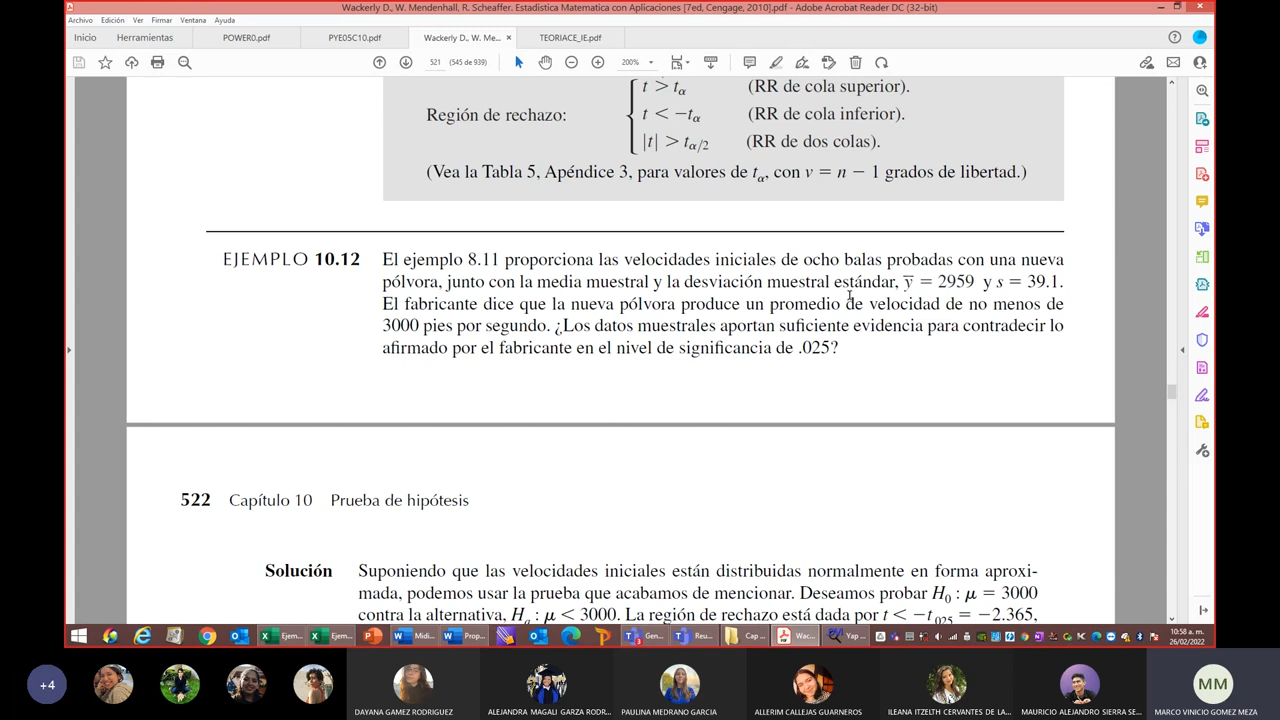 Wackerly D., W. Mendenhall, R. Scheaffer. Estadística Matematica con Aplicaciones [7ed, Cengage, 2010].pdf - Adobe Acrobat Reader DC (32-bit)
Archivo Edición Ver Firmar Ventana Ayuda
Inicio Herramientas POWER0.pdf PYE05C10.pdf Wackerly D., W. Me... × TEORIACE_IE.pdf
521 (545 de 939) 200%
t > tα (RR de cola superior).
Región de rechazo: t < −tα (RR de cola inferior).
|t| > tα/2 (RR de dos colas).
(Vea la Tabla 5, Apéndice 3, para valores de tα, con v = n − 1 grados de libertad.)
EJEMPLO 10.12 El ejemplo 8.11 proporciona las velocidades iniciales de ocho balas probadas con una nueva
pólvora, junto con la media muestral y la desviación muestral estándar, y̅ = 2959 y s = 39.1.
El fabricante dice que la nueva pólvora produce un promedio de velocidad de no menos de
3000 pies por segundo. ¿Los datos muestrales aportan suficiente evidencia para contradecir lo
afirmado por el fabricante en el nivel de significancia de .025?
522 Capítulo 10 Prueba de hipótesis
Solución Suponiendo que las velocidades iniciales están distribuidas normalmente en forma aproxi-
mada, podemos usar la prueba que acabamos de mencionar. Deseamos probar H0 : μ = 3000
contra la alternativa, Ha : μ < 3000. La región de rechazo está dada por t < −t.025 = −2.365,
Ejem... Ejem... Midi... Prop... Gen... Reu... Cap... Wac... Yap...
10:58 a. m.
26/02/2022
+4 MM
DAYANA GAMEZ RODRIGUEZ ALEJANDRA MAGALI GARZA RODR... PAULINA MEDRANO GARCIA ALLERIM CALLEJAS GUARNEROS ILEANA ITZELTH CERVANTES DE LA... MAURICIO ALEJANDRO SIERRA SE... MARCO VINICIO GOMEZ MEZA